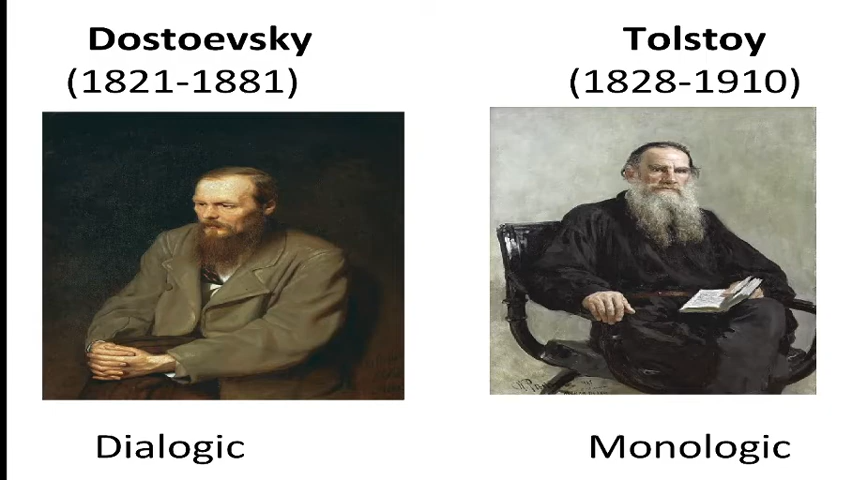 Dostoevsky
(1821-1881)
Tolstoy
(1828-1910)
Dialogic
Monologic